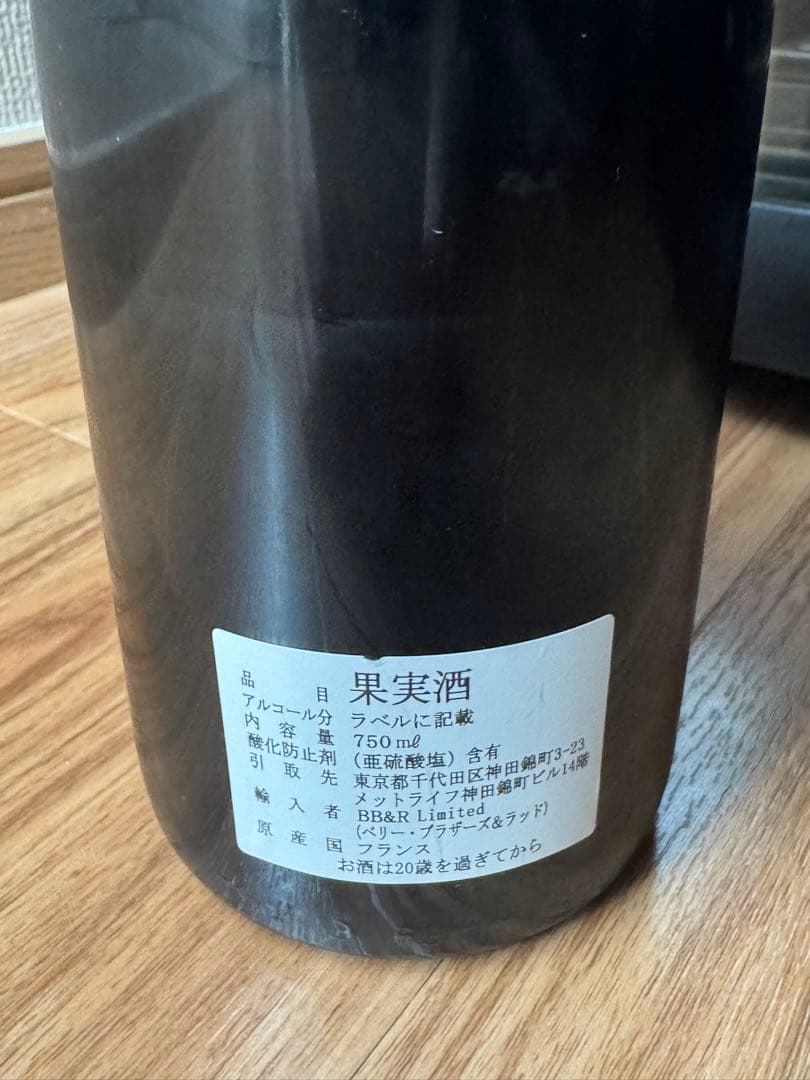 品目 果実酒
アルコール分 ラベルに記載
内容量 750mℓ
酸化防止剤 (亜硫酸塩)含有
引取先 東京都千代田区神田錦町3-23
メットライフ神田錦町ビル14階
輸入者 BB&R Limited
(ベリー・ブラザーズ&ラッド)
原産国 フランス
お酒は20歳を過ぎてから